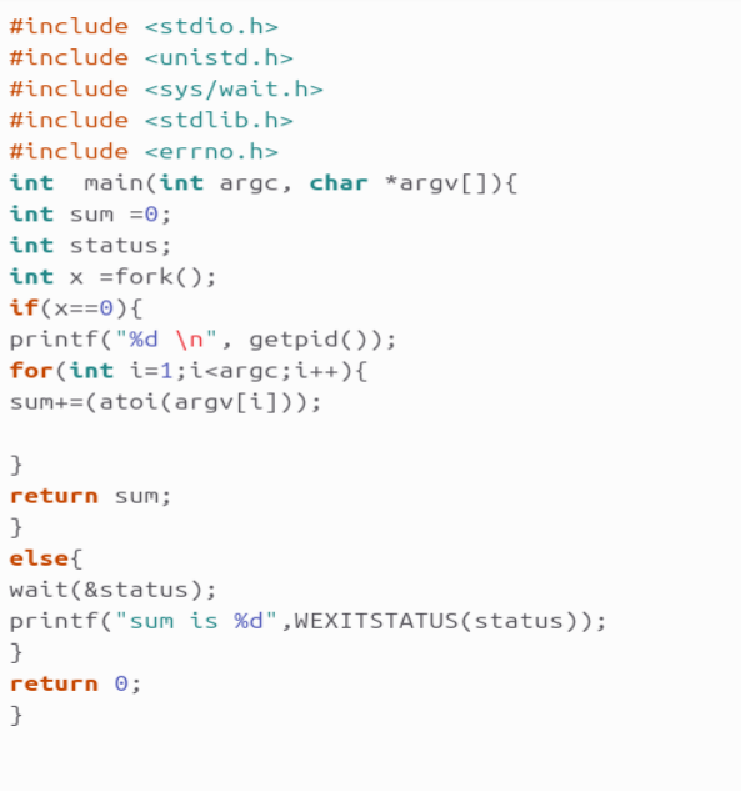 #include <stdio.h>
#include <unistd.h>
#include <sys/wait.h>
#include <stdlib.h>
#include <errno.h>
int  main(int argc, char *argv[]){
int sum =0;
int status;
int x =fork();
if(x==0){
printf("%d \n", getpid());
for(int i=1;i<argc;i++){
sum+=(atoi(argv[i]));
}
return sum;
}
else{
wait(&status);
printf("sum is %d",WEXITSTATUS(status));
}
return 0;
}